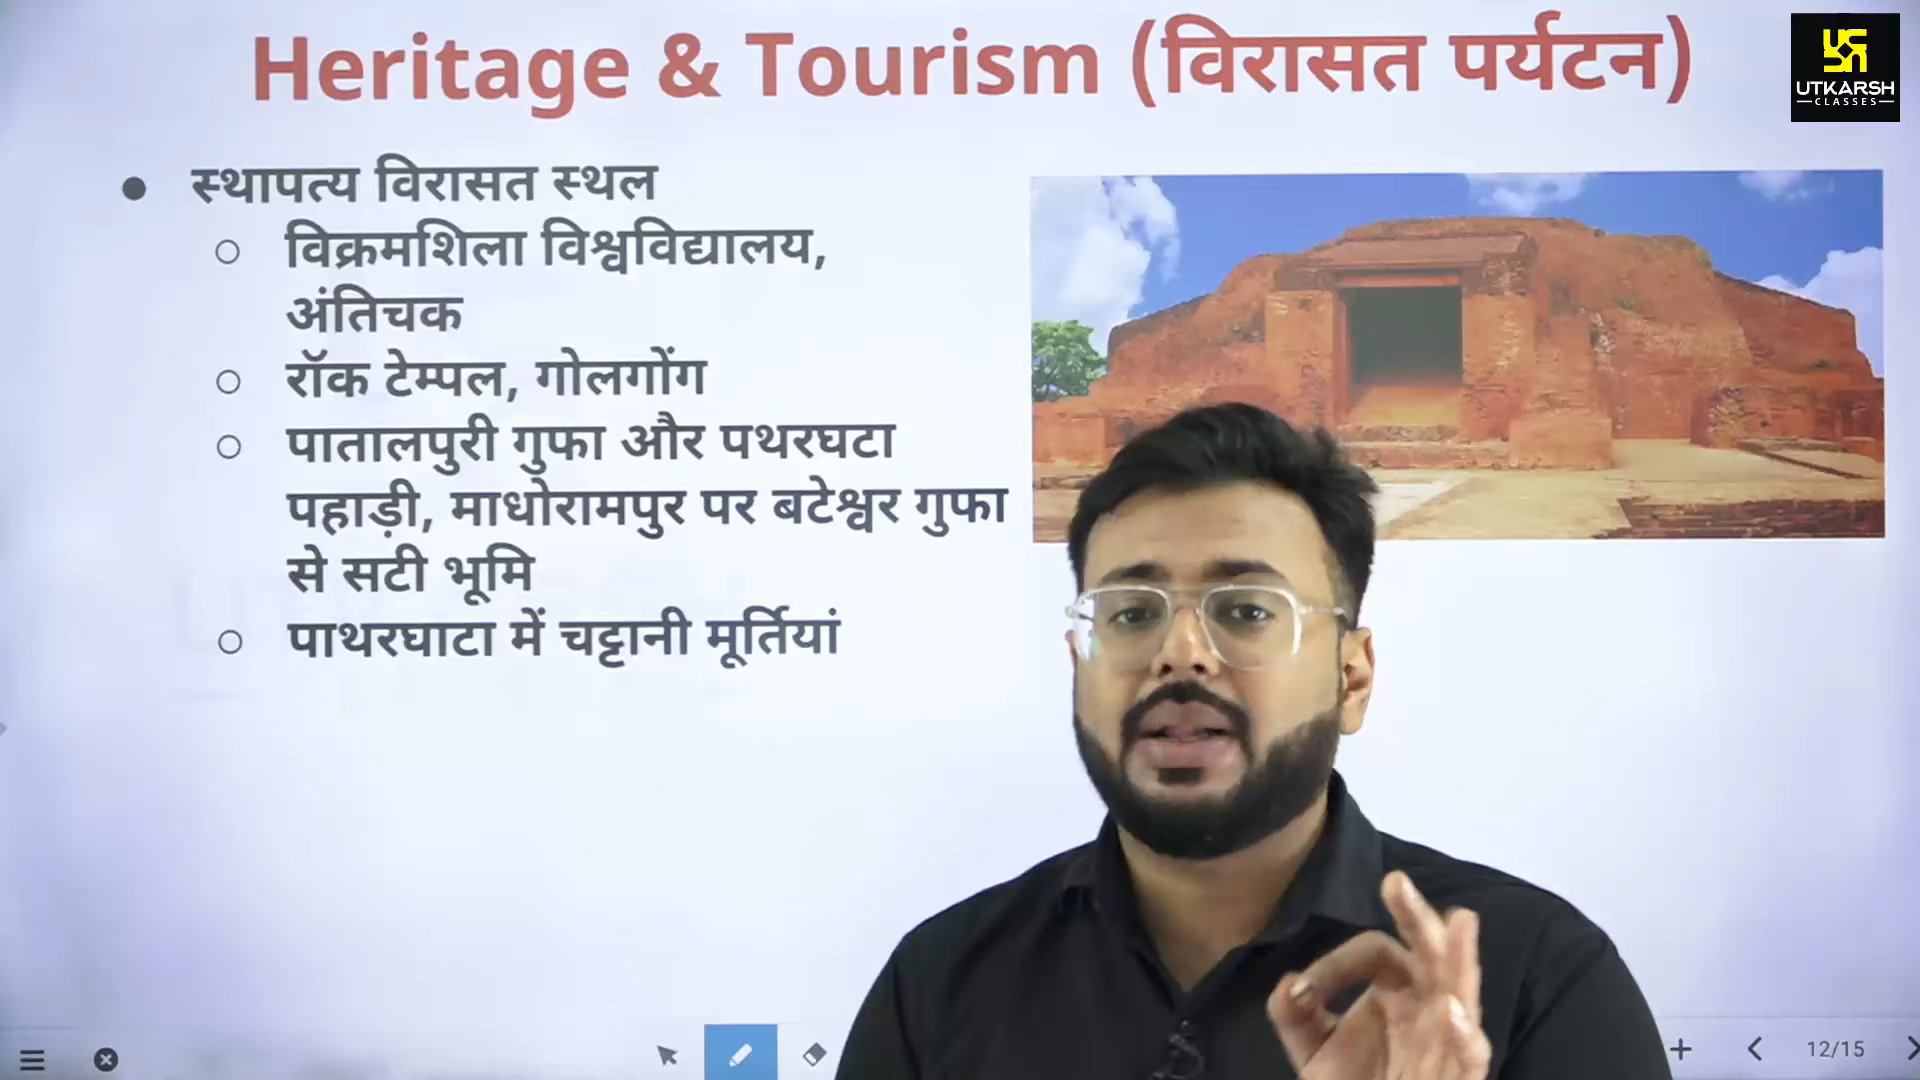 Heritage & Tourism (विरासत पर्यटन)
UTKARSH
CLASSES
स्थापत्य विरासत स्थल
विक्रमशिला विश्वविद्यालय,
अंतिचक
रॉक टेम्पल, गोलगोंग
पातालपुरी गुफा और पथरघटा
पहाड़ी, माधोरामपुर पर बटेश्वर गुफा
से सटी भूमि
पाथरघाटा में चट्टानी मूर्तियां
12/15